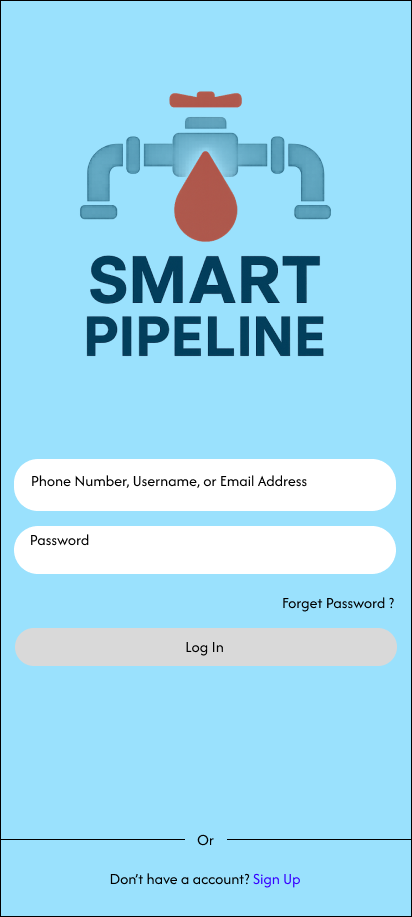 SMART
PIPELINE
Phone Number, Username, or Email Address
Password
Forget Password ?
Log In
Or
Don't have a account? Sign Up